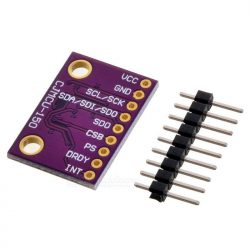 VCC
GND
SCL/SCK
SDA/SDI/SDO
SDO
CSB
PS
DRDY
INT
CJMCU-150